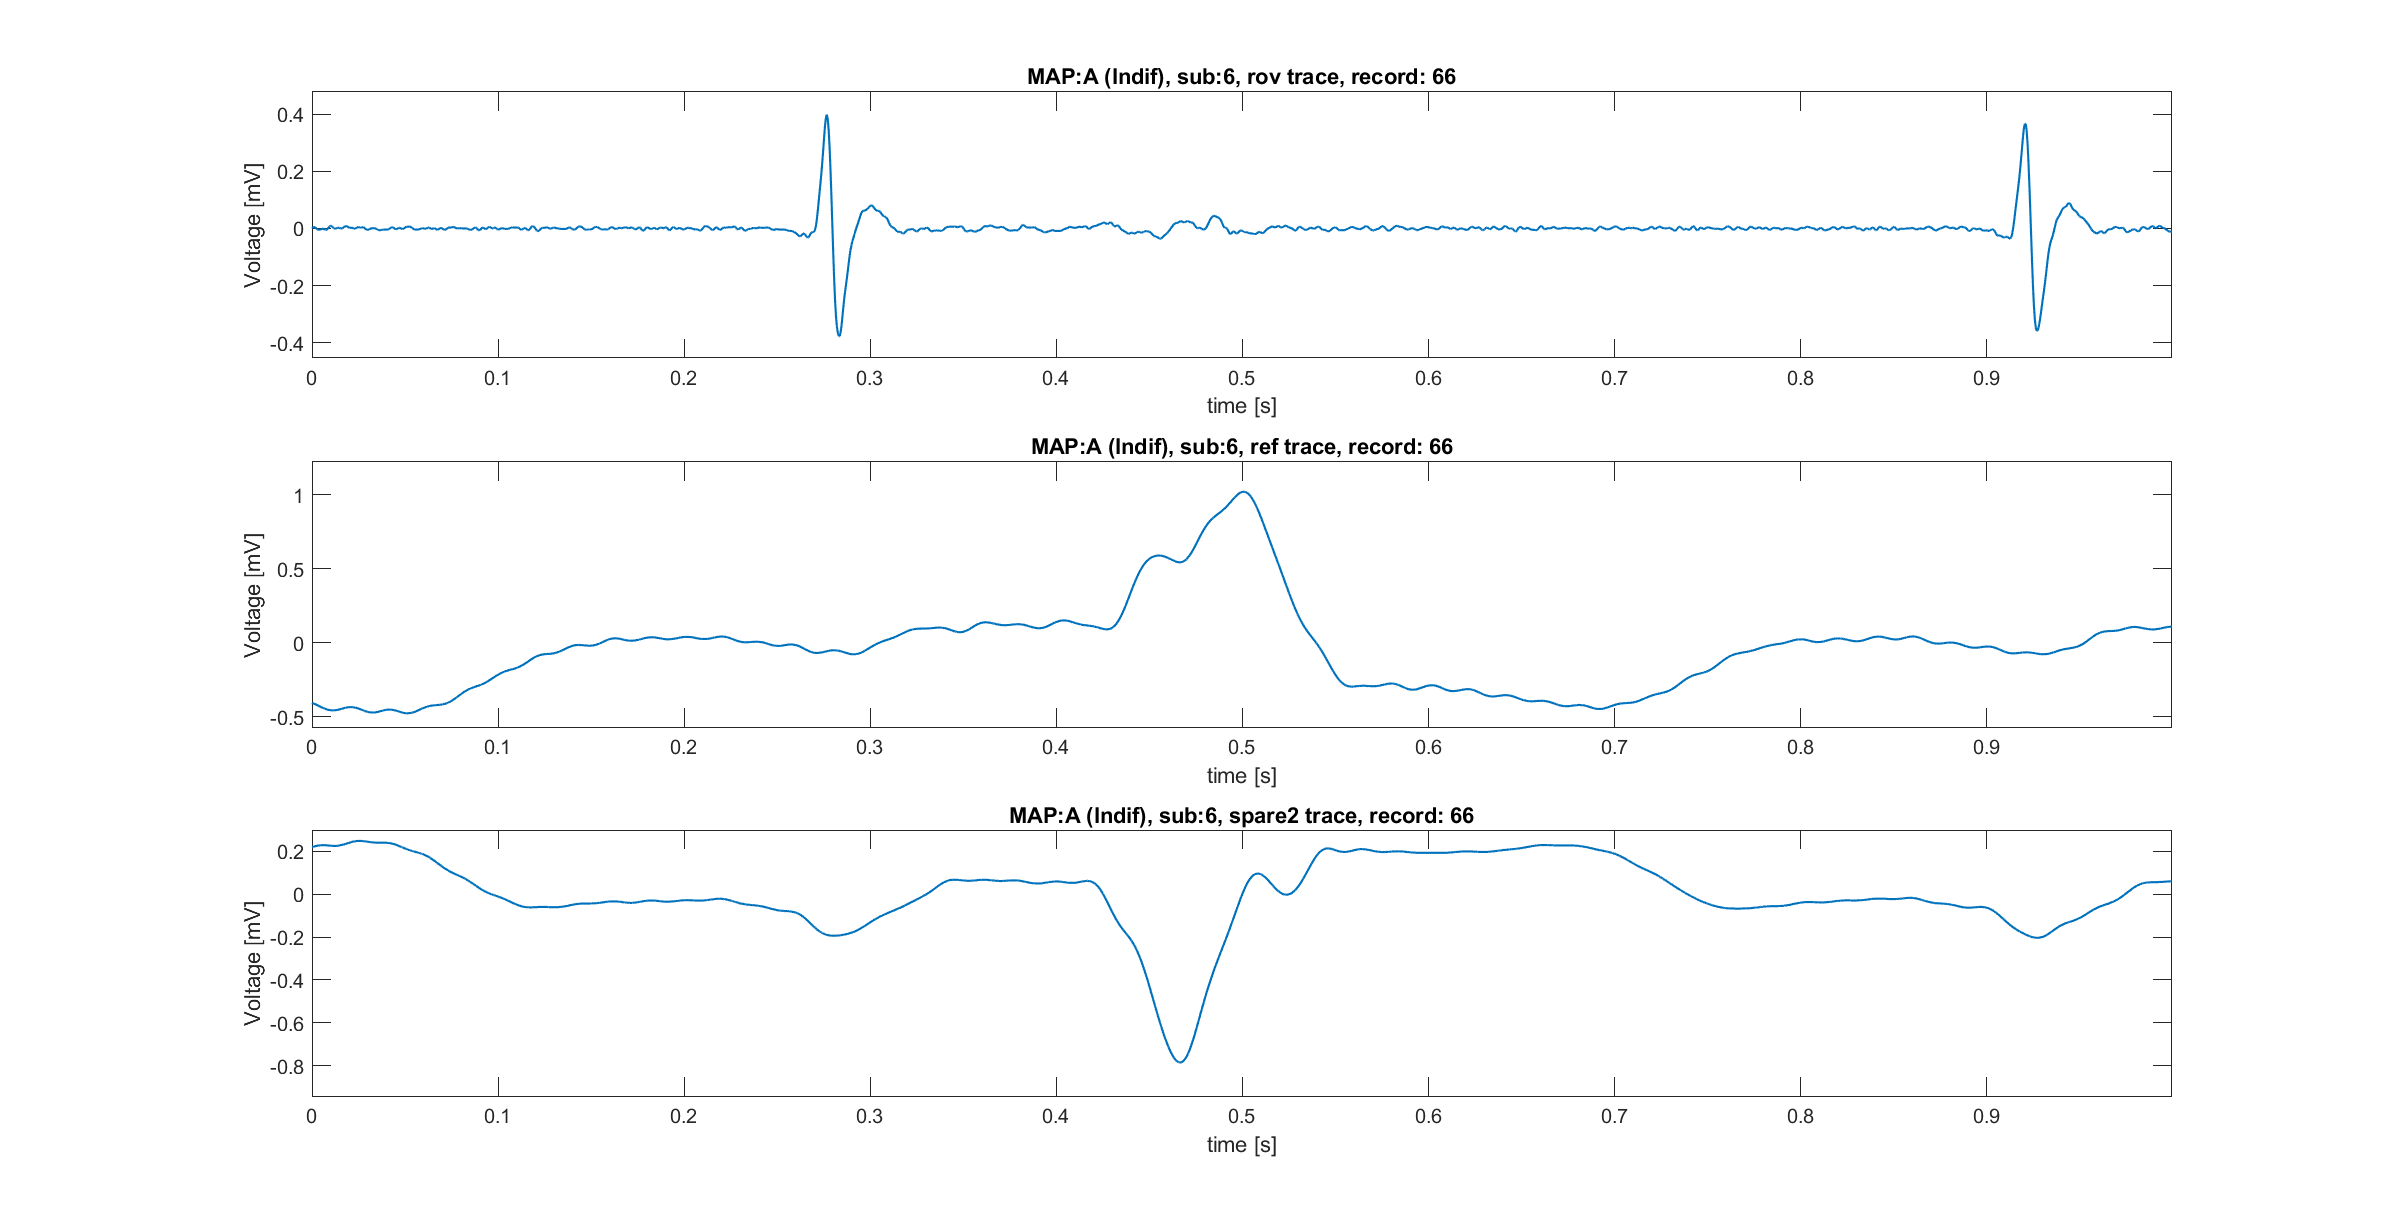 MAP:A (Indif), sub:6, rov trace, record: 66
Voltage [mV]
0.4
0.2
0
-0.2
-0.4
0 0.1 0.2 0.3 0.4 0.5 0.6 0.7 0.8 0.9
time [s]
MAP:A (Indif), sub:6, ref trace, record: 66
Voltage [mV]
1
0.5
0
-0.5
0 0.1 0.2 0.3 0.4 0.5 0.6 0.7 0.8 0.9
time [s]
MAP:A (Indif), sub:6, spare2 trace, record: 66
Voltage [mV]
0.2
0
-0.2
-0.4
-0.6
-0.8
0 0.1 0.2 0.3 0.4 0.5 0.6 0.7 0.8 0.9
time [s]